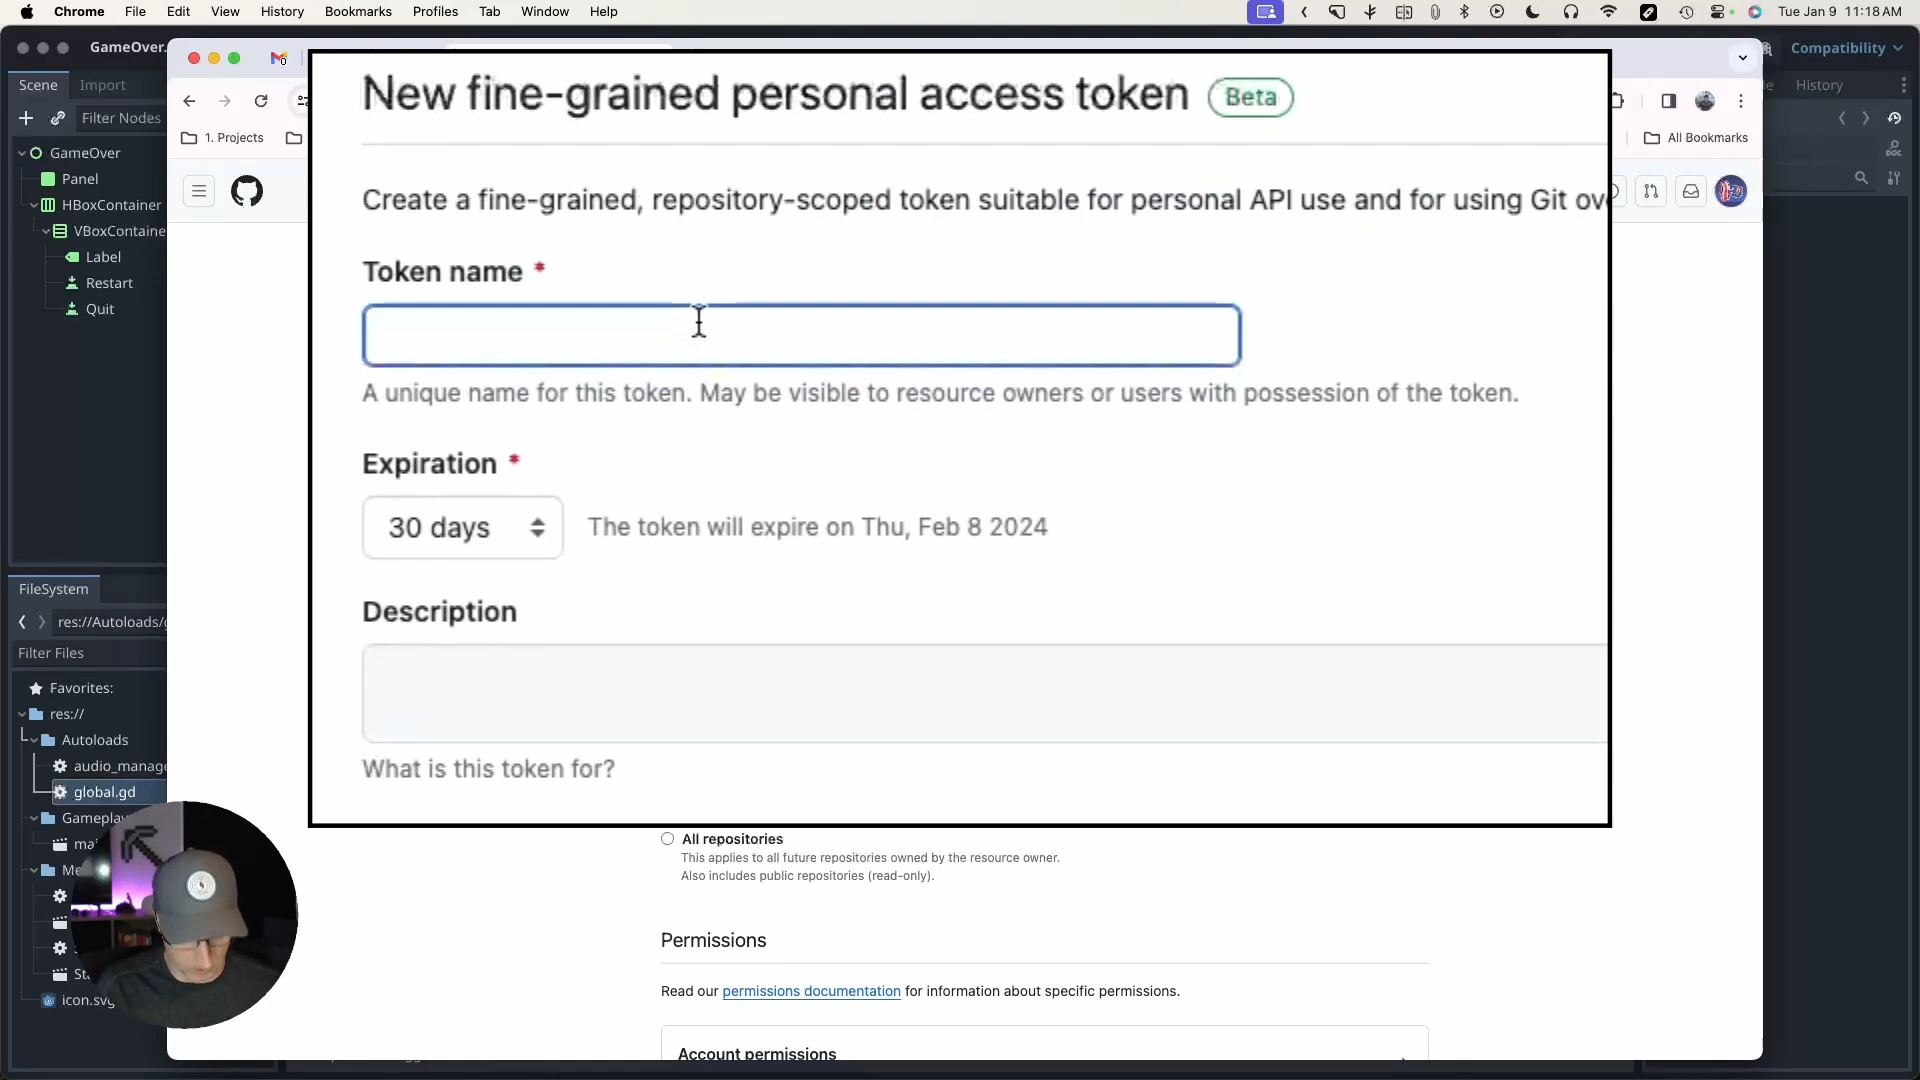 Chrome File Edit View History Bookmarks Profiles Tab Window Help
Tue Jan 9 11:18 AM
GameOver.
Compatibility
Scene Import
History
Filter Nodes
1. Projects
All Bookmarks
GameOver
Panel
HBoxContainer
VBoxContaine
Label
Restart
Quit
New fine-grained personal access token Beta
Create a fine-grained, repository-scoped token suitable for personal API use and for using Git ov
Token name *
A unique name for this token. May be visible to resource owners or users with possession of the token.
Expiration *
30 days The token will expire on Thu, Feb 8 2024
Description
What is this token for?
FileSystem
res://Autoloads/g
Filter Files
Favorites:
res://
Autoloads
audio_manage
global.gd
Gameplay
ma
Me
St
icon.svg
All repositories
This applies to all future repositories owned by the resource owner.
Also includes public repositories (read-only).
Permissions
Read our permissions documentation for information about specific permissions.
Account permissions